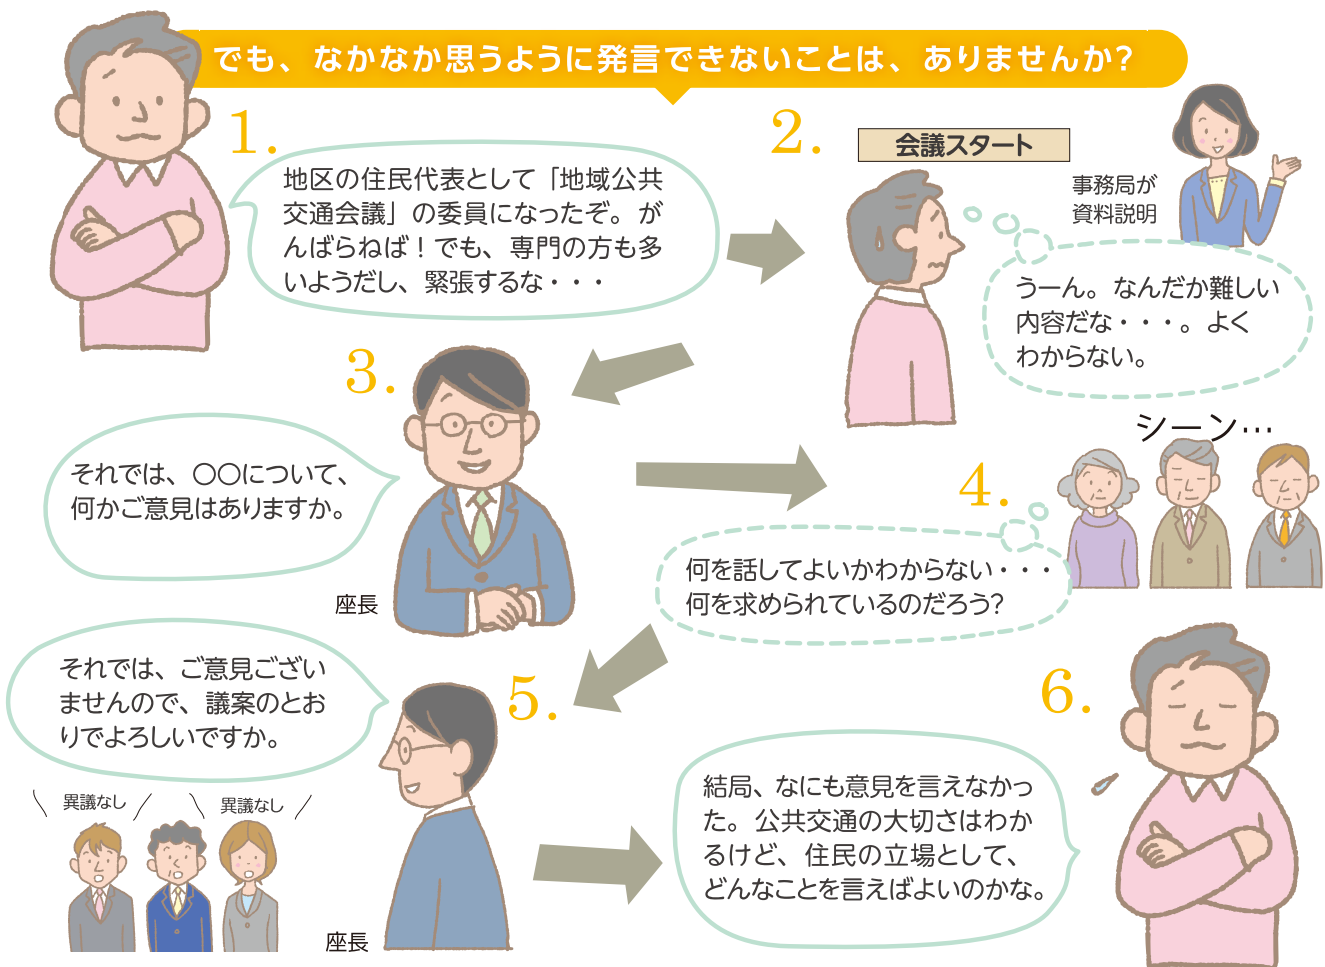 でも、なかなか思うように発言できないことは、ありませんか?
1.
地区の住民代表として「地域公共
交通会議」の委員になったぞ。が
んばらねば！でも、専門の方も多
いようだし、緊張するな・・・
2.
会議スタート
事務局が
資料説明
うーん。なんだか難しい
内容だな・・・。よく
わからない。
3.
それでは、〇〇について、
何かご意見はありますか。
座長
シーン…
4.
何を話してよいかわからない・・・
何を求められているのだろう?
5.
それでは、ご意見ござい
ませんので、議案のとお
りでよろしいですか。
異議なし
異議なし
座長
6.
結局、なにも意見を言えなかっ
た。公共交通の大切さはわか
るけど、住民の立場として、
どんなことを言えばよいのかな。